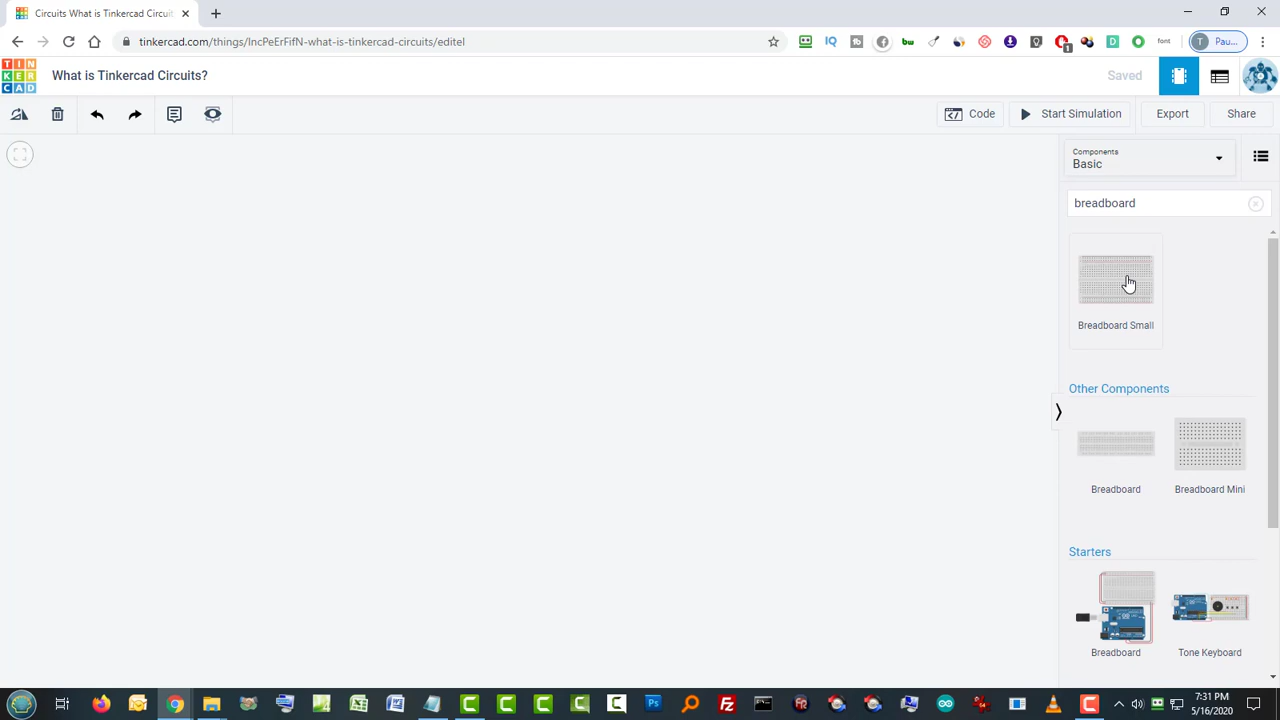 Circuits What is Tinkercad Circuit
tinkercad.com/things/lncPeErFifN-what-is-tinkercad-circuits/editel
font
Pau...
TIN
KER
CAD
What is Tinkercad Circuits?
Saved
Code
Start Simulation
Export
Share
Components
Basic
breadboard
Breadboard Small
Other Components
Breadboard
Breadboard Mini
Starters
Breadboard
Tone Keyboard
7:31 PM
5/16/2020